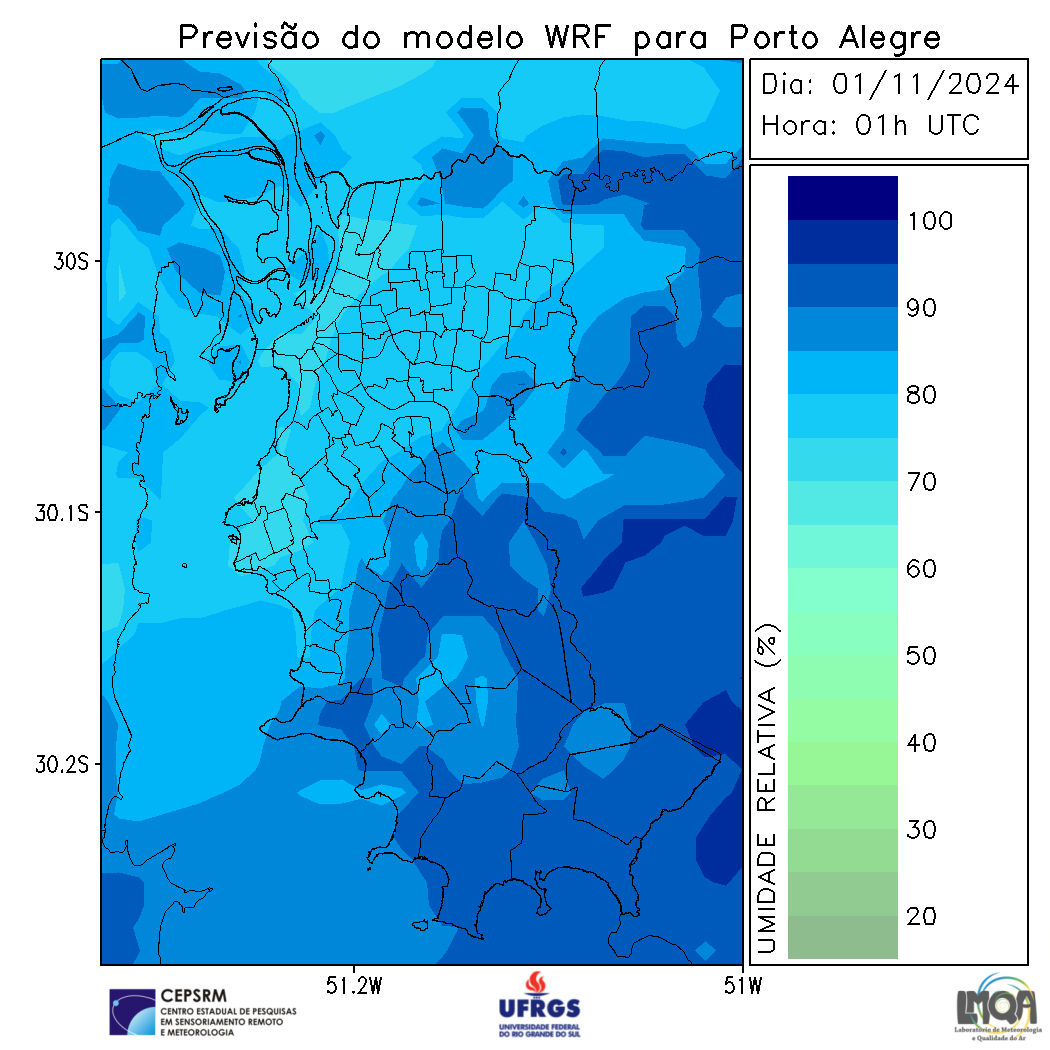 Previsão do modelo WRF para Porto Alegre
Dia: 01/11/2024
Hora: 01h UTC
100
90
80
70
60
50
40
30
20
UMIDADE RELATIVA (%)
30S
30.1S
30.2S
51.2W
51W
CEPSRM
CENTRO ESTADUAL DE PESQUISAS
EM SENSORIAMENTO REMOTO
E METEOROLOGIA
UFRGS
UNIVERSIDADE FEDERAL
DO RIO GRANDE DO SUL
LMQA
Laboratório de Meteorologia
e Qualidade do Ar